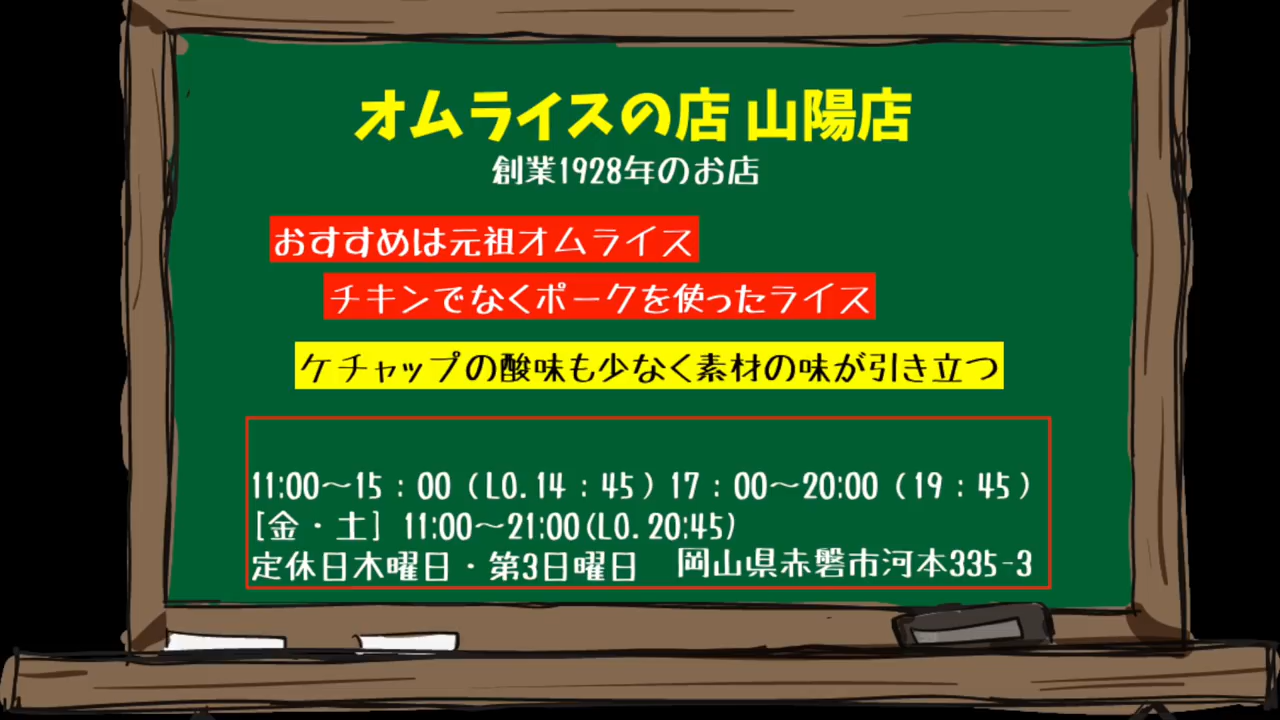 オムライスの店 山陽店
創業1928年のお店
おすすめは元祖オムライス
チキンでなくポークを使ったライス
ケチャップの酸味も少なく素材の味が引き立つ
11:00〜15：00（LO.14：45）17：00〜20:00（19：45）
[金・土] 11:00〜21:00(LO.20:45)
定休日木曜日・第3日曜日 岡山県赤磐市河本335-3